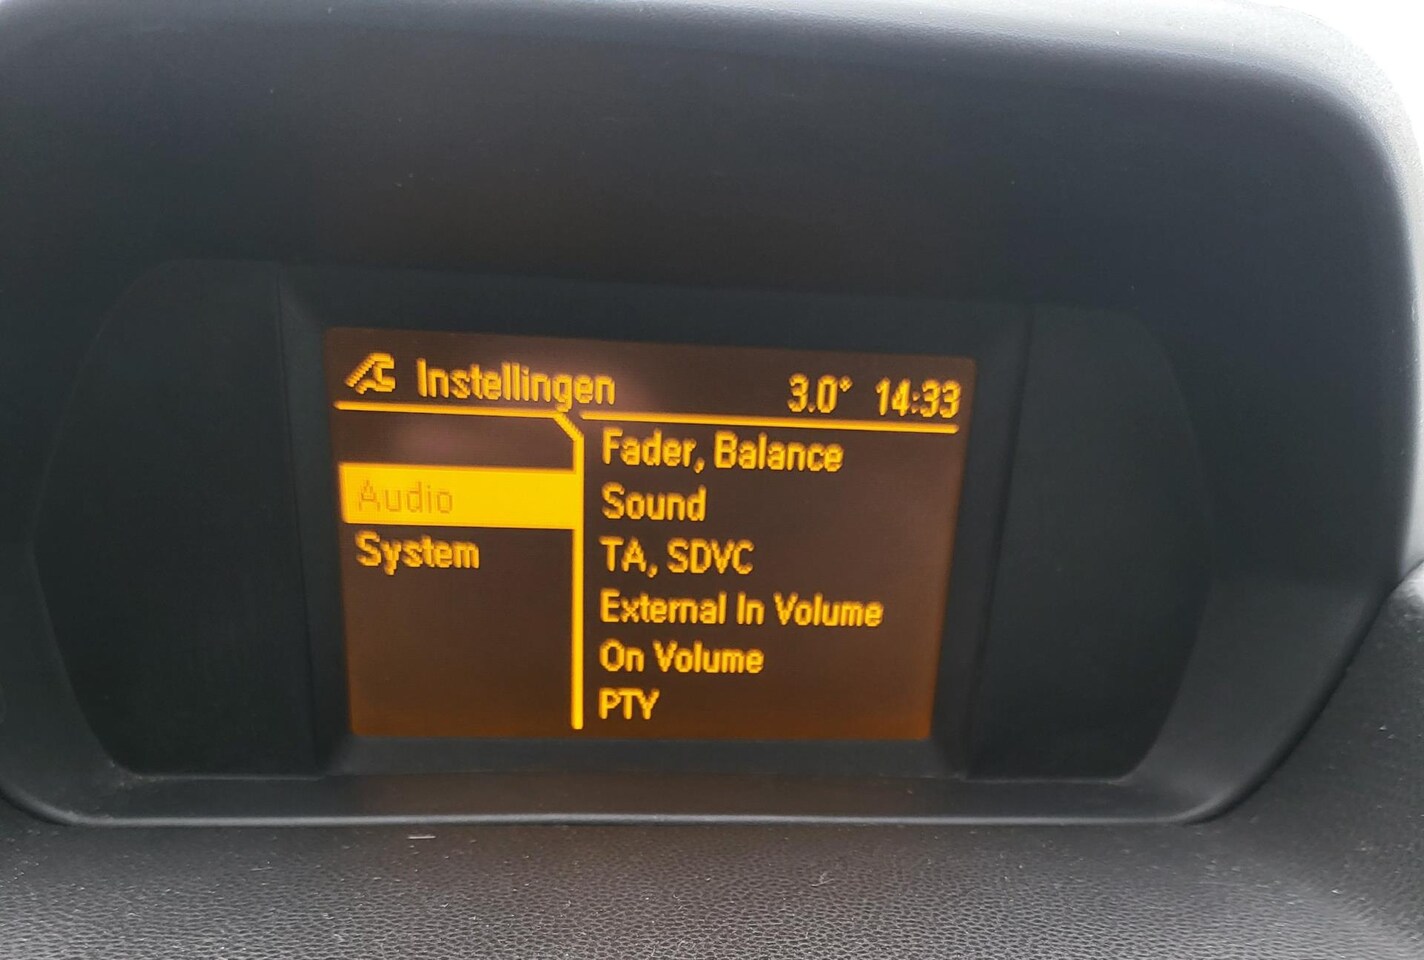 Instellingen 3.0° 14:33
Audio
System
Fader, Balance
Sound
TA, SDVC
External In Volume
On Volume
PTY